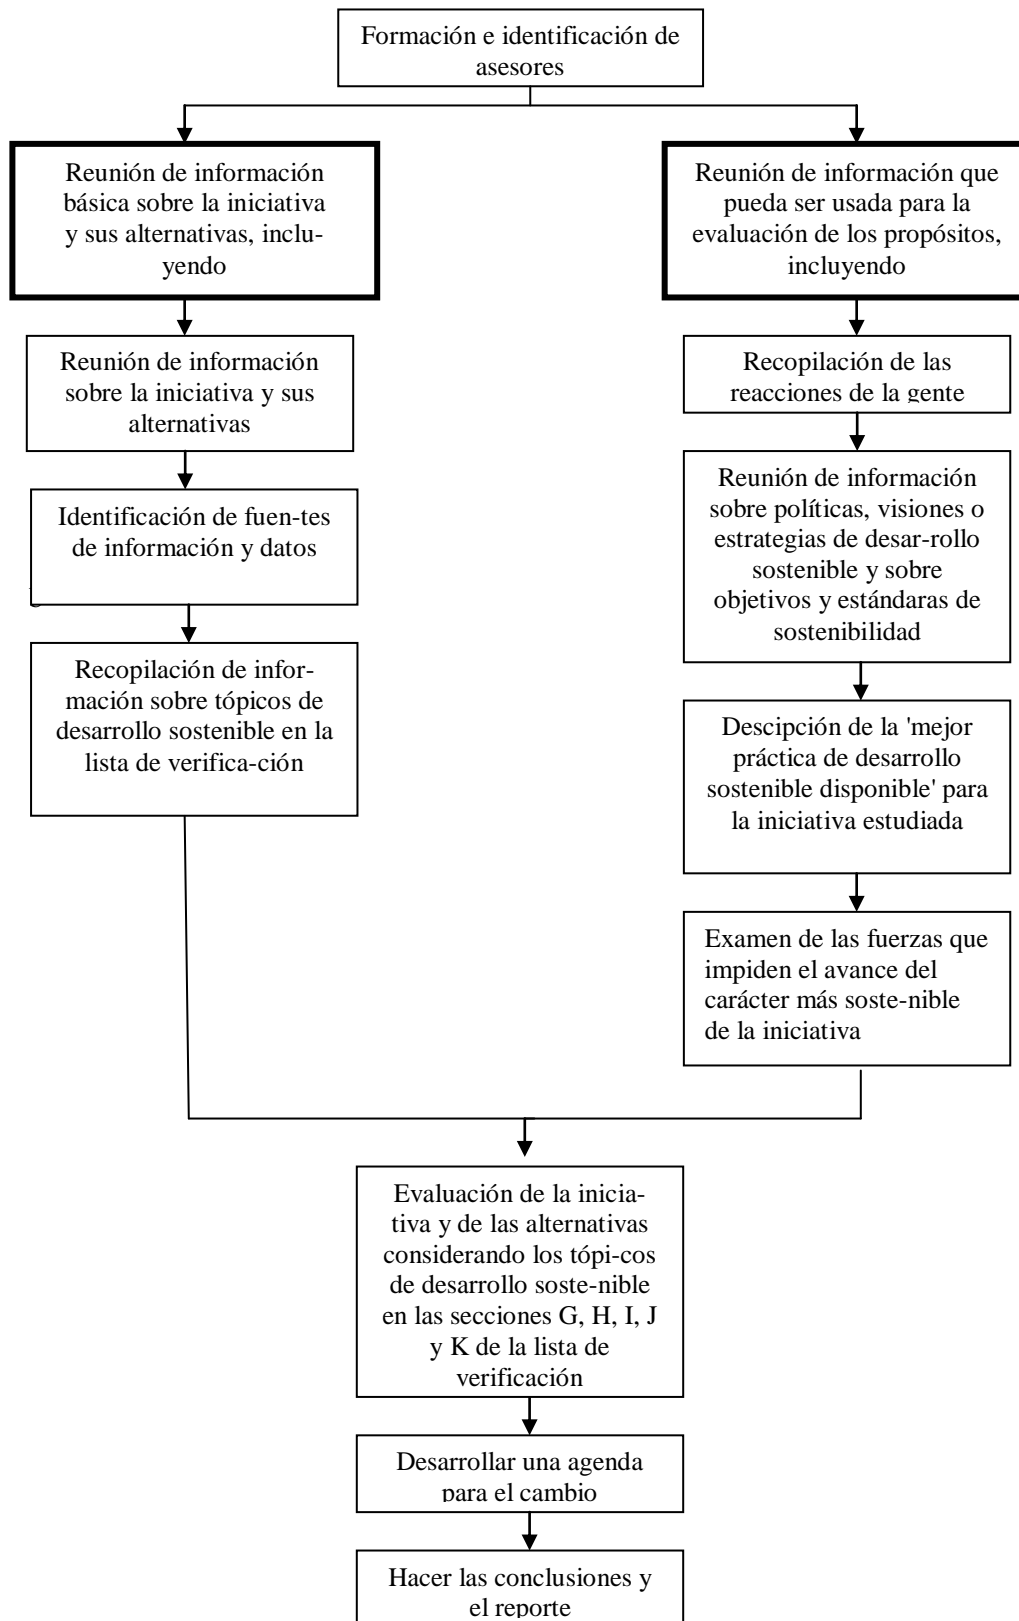 Formación e identificación de
asesores
Reunión de información
básica sobre la iniciativa
y sus alternativas, inclu-
yendo
Reunión de información que
pueda ser usada para la
evaluación de los propósitos,
incluyendo
Reunión de información
sobre la iniciativa y sus
alternativas
Recopilación de las
reacciones de la gente
Identificación de fuen-tes
de información y datos
Reunión de información
sobre políticas, visiones o
estrategias de desar-rollo
sostenible y sobre
objetivos y estándaras de
sostenibilidad
Recopilación de infor-
mación sobre tópicos de
desarrollo sostenible en la
lista de verifica-ción
Descipción de la 'mejor
práctica de desarrollo
sostenible disponible' para
la iniciativa estudiada
Examen de las fuerzas que
impiden el avance del
carácter más soste-nible
de la iniciativa
Evaluación de la inicia-
tiva y de las alternativas
considerando los tópi-cos
de desarrollo soste-nible
en las secciones G, H, I, J
y K de la lista de
verificación
Desarrollar una agenda
para el cambio
Hacer las conclusiones y
el reporte